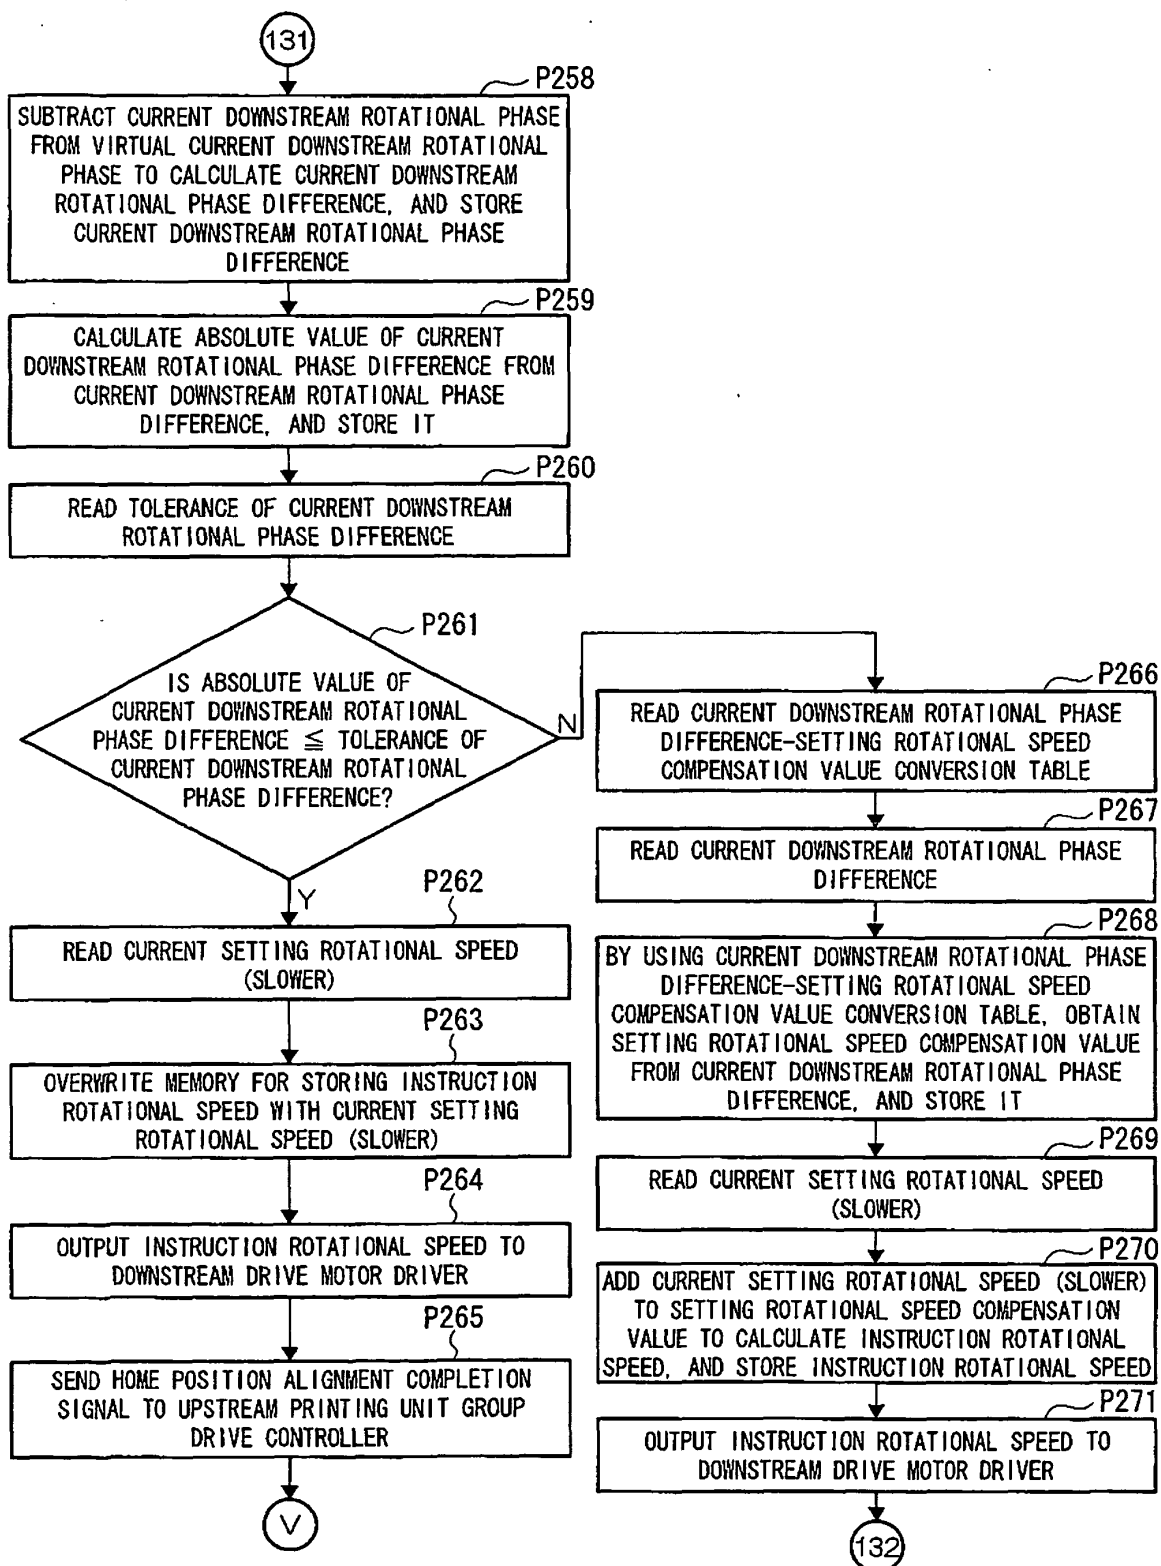 131
P258
SUBTRACT CURRENT DOWNSTREAM ROTATIONAL PHASE
FROM VIRTUAL CURRENT DOWNSTREAM ROTATIONAL
PHASE TO CALCULATE CURRENT DOWNSTREAM
ROTATIONAL PHASE DIFFERENCE, AND STORE
CURRENT DOWNSTREAM ROTATIONAL PHASE
DIFFERENCE
P259
CALCULATE ABSOLUTE VALUE OF CURRENT
DOWNSTREAM ROTATIONAL PHASE DIFFERENCE FROM
CURRENT DOWNSTREAM ROTATIONAL PHASE
DIFFERENCE, AND STORE IT
P260
READ TOLERANCE OF CURRENT DOWNSTREAM
ROTATIONAL PHASE DIFFERENCE
P261
IS ABSOLUTE VALUE OF
CURRENT DOWNSTREAM ROTATIONAL
PHASE DIFFERENCE ≦ TOLERANCE OF
CURRENT DOWNSTREAM ROTATIONAL
PHASE DIFFERENCE?
N
Y
P262
READ CURRENT SETTING ROTATIONAL SPEED
(SLOWER)
P263
OVERWRITE MEMORY FOR STORING INSTRUCTION
ROTATIONAL SPEED WITH CURRENT SETTING
ROTATIONAL SPEED (SLOWER)
P264
OUTPUT INSTRUCTION ROTATIONAL SPEED TO
DOWNSTREAM DRIVE MOTOR DRIVER
P265
SEND HOME POSITION ALIGNMENT COMPLETION
SIGNAL TO UPSTREAM PRINTING UNIT GROUP
DRIVE CONTROLLER
V
P266
READ CURRENT DOWNSTREAM ROTATIONAL PHASE
DIFFERENCE-SETTING ROTATIONAL SPEED
COMPENSATION VALUE CONVERSION TABLE
P267
READ CURRENT DOWNSTREAM ROTATIONAL PHASE
DIFFERENCE
P268
BY USING CURRENT DOWNSTREAM ROTATIONAL PHASE
DIFFERENCE-SETTING ROTATIONAL SPEED
COMPENSATION VALUE CONVERSION TABLE, OBTAIN
SETTING ROTATIONAL SPEED COMPENSATION VALUE
FROM CURRENT DOWNSTREAM ROTATIONAL PHASE
DIFFERENCE, AND STORE IT
P269
READ CURRENT SETTING ROTATIONAL SPEED
(SLOWER)
P270
ADD CURRENT SETTING ROTATIONAL SPEED (SLOWER)
TO SETTING ROTATIONAL SPEED COMPENSATION
VALUE TO CALCULATE INSTRUCTION ROTATIONAL
SPEED, AND STORE INSTRUCTION ROTATIONAL SPEED
P271
OUTPUT INSTRUCTION ROTATIONAL SPEED TO
DOWNSTREAM DRIVE MOTOR DRIVER
132